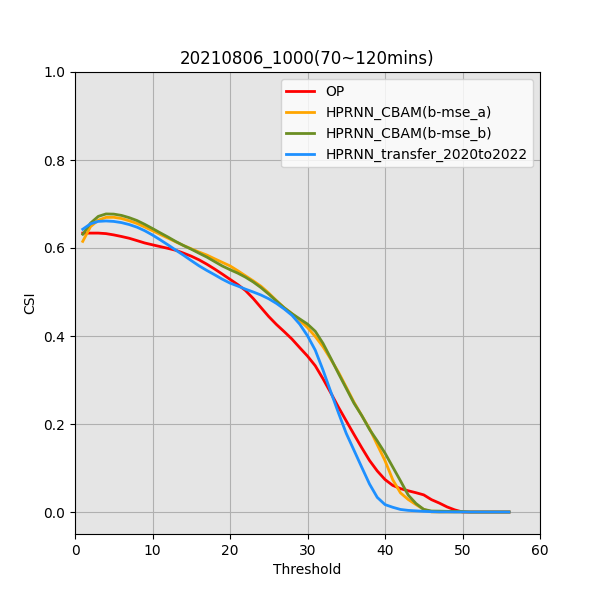 20210806_1000(70~120mins)
OP
HPRNN_CBAM(b-mse_a)
HPRNN_CBAM(b-mse_b)
HPRNN_transfer_2020to2022
CSI
1.0
0.8
0.6
0.4
0.2
0.0
0 10 20 30 40 50 60
Threshold